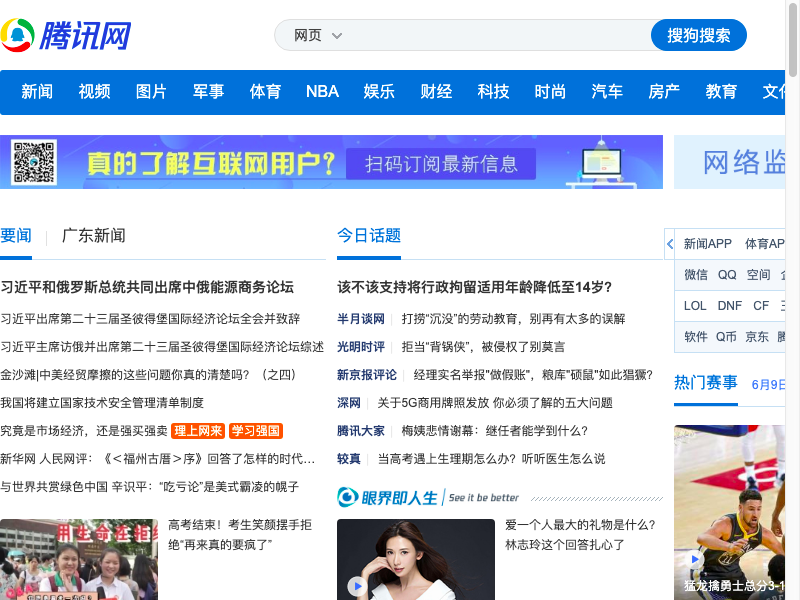 腾讯网
网页
搜狗搜索
新闻 视频 图片 军事 体育 NBA 娱乐 财经 科技 时尚 汽车 房产 教育
真的了解互联网用户？ 扫码订阅最新信息
网络监
要闻 广东新闻
习近平和俄罗斯总统共同出席中俄能源商务论坛
习近平出席第二十三届圣彼得堡国际经济论坛全会并致辞
习近平主席访俄并出席第二十三届圣彼得堡国际经济论坛综述
金沙滩|中美经贸摩擦的这些问题你真的清楚吗？（之四）
我国将建立国家技术安全管理清单制度
究竟是市场经济，还是强买强卖 理上网来 学习强国
新华网 人民网评：《＜福州古厝＞序》回答了怎样的时代…
与世界共赏绿色中国 辛识平：“吃亏论”是美式霸凌的幌子
高考结束！考生笑颜摆手拒
绝“再来真的要疯了”
今日话题
该不该支持将行政拘留适用年龄降低至14岁？
半月谈网 打捞“沉没”的劳动教育，别再有太多的误解
光明时评 拒当“背锅侠”，被侵权了别莫言
新京报评论 经理实名举报"做假账"，粮库"硕鼠"如此猖獗？
深网 关于5G商用牌照发放 你必须了解的五大问题
腾讯大家 梅姨悲情谢幕：继任者能学到什么？
较真 当高考遇上生理期怎么办？听听医生怎么说
眼界即人生 See it be better
爱一个人最大的礼物是什么？
林志玲这个回答扎心了
新闻APP 体育AP
微信 QQ 空间
LOL DNF CF
软件 Q币 京东
热门赛事 6月9日
猛龙擒勇士总分3-1